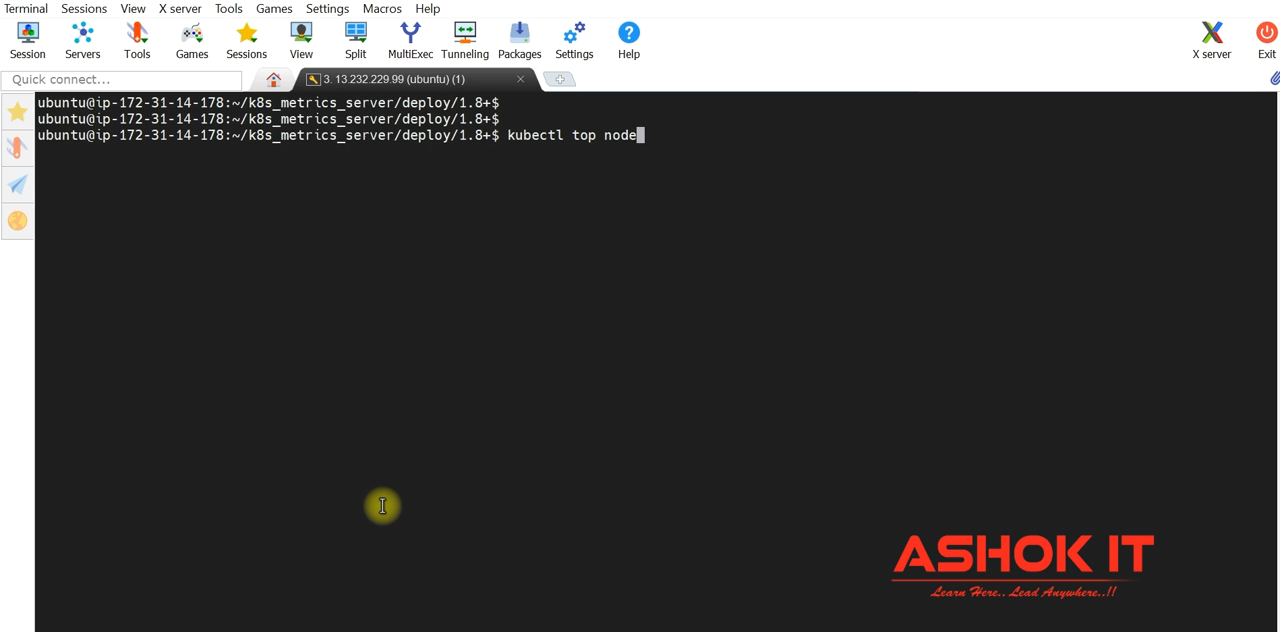 Terminal Sessions View X server Tools Games Settings Macros Help
Session Servers Tools Games Sessions View Split MultiExec Tunneling Packages Settings Help X server Exit
Quick connect... 3. 13.232.229.99 (ubuntu) (1)
ubuntu@ip-172-31-14-178:~/k8s_metrics_server/deploy/1.8+$
ubuntu@ip-172-31-14-178:~/k8s_metrics_server/deploy/1.8+$
ubuntu@ip-172-31-14-178:~/k8s_metrics_server/deploy/1.8+$ kubectl top node
ASHOK IT
Learn Here.. Lead Anywhere..!!